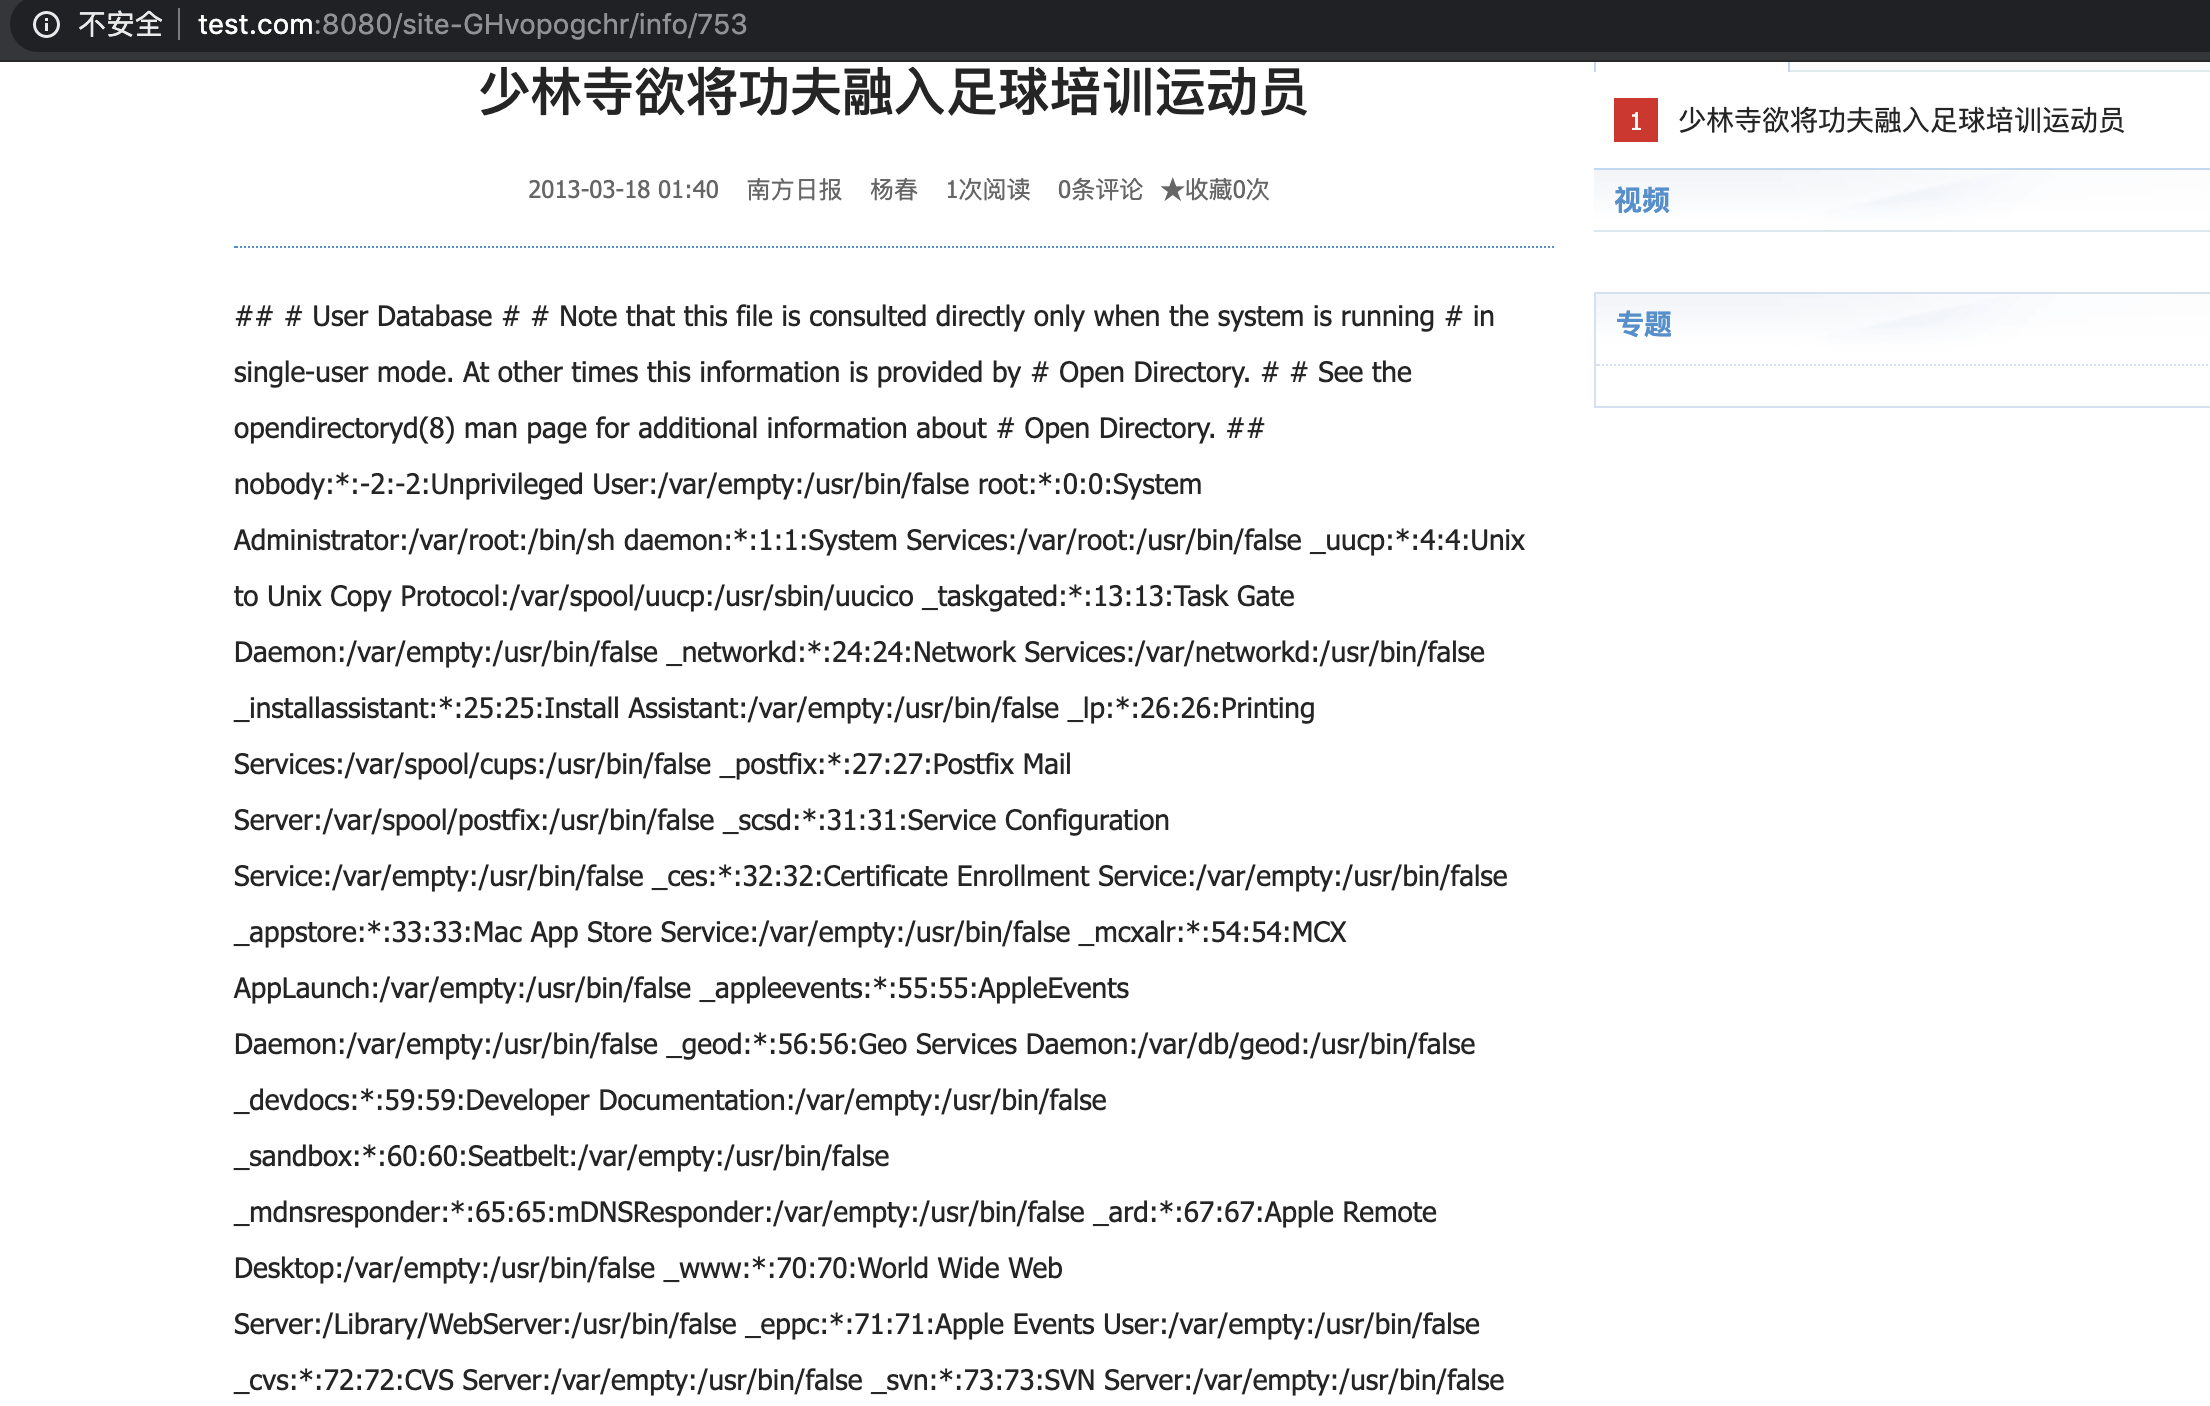 不安全 test.com:8080/site-GHvopogchr/info/753
少林寺欲将功夫融入足球培训运动员
2013-03-18 01:40 南方日报 杨春 1次阅读 0条评论 ★收藏0次
## # User Database # # Note that this file is consulted directly only when the system is running # in
single-user mode. At other times this information is provided by # Open Directory. # # See the
opendirectoryd(8) man page for additional information about # Open Directory. ##
nobody:*:-2:-2:Unprivileged User:/var/empty:/usr/bin/false root:*:0:0:System
Administrator:/var/root:/bin/sh daemon:*:1:1:System Services:/var/root:/usr/bin/false _uucp:*:4:4:Unix
to Unix Copy Protocol:/var/spool/uucp:/usr/sbin/uucico _taskgated:*:13:13:Task Gate
Daemon:/var/empty:/usr/bin/false _networkd:*:24:24:Network Services:/var/networkd:/usr/bin/false
_installassistant:*:25:25:Install Assistant:/var/empty:/usr/bin/false _lp:*:26:26:Printing
Services:/var/spool/cups:/usr/bin/false _postfix:*:27:27:Postfix Mail
Server:/var/spool/postfix:/usr/bin/false _scsd:*:31:31:Service Configuration
Service:/var/empty:/usr/bin/false _ces:*:32:32:Certificate Enrollment Service:/var/empty:/usr/bin/false
_appstore:*:33:33:Mac App Store Service:/var/empty:/usr/bin/false _mcxalr:*:54:54:MCX
AppLaunch:/var/empty:/usr/bin/false _appleevents:*:55:55:AppleEvents
Daemon:/var/empty:/usr/bin/false _geod:*:56:56:Geo Services Daemon:/var/db/geod:/usr/bin/false
_devdocs:*:59:59:Developer Documentation:/var/empty:/usr/bin/false
_sandbox:*:60:60:Seatbelt:/var/empty:/usr/bin/false
_mdnsresponder:*:65:65:mDNSResponder:/var/empty:/usr/bin/false _ard:*:67:67:Apple Remote
Desktop:/var/empty:/usr/bin/false _www:*:70:70:World Wide Web
Server:/Library/WebServer:/usr/bin/false _eppc:*:71:71:Apple Events User:/var/empty:/usr/bin/false
_cvs:*:72:72:CVS Server:/var/empty:/usr/bin/false _svn:*:73:73:SVN Server:/var/empty:/usr/bin/false
1 少林寺欲将功夫融入足球培训运动员
视频
专题